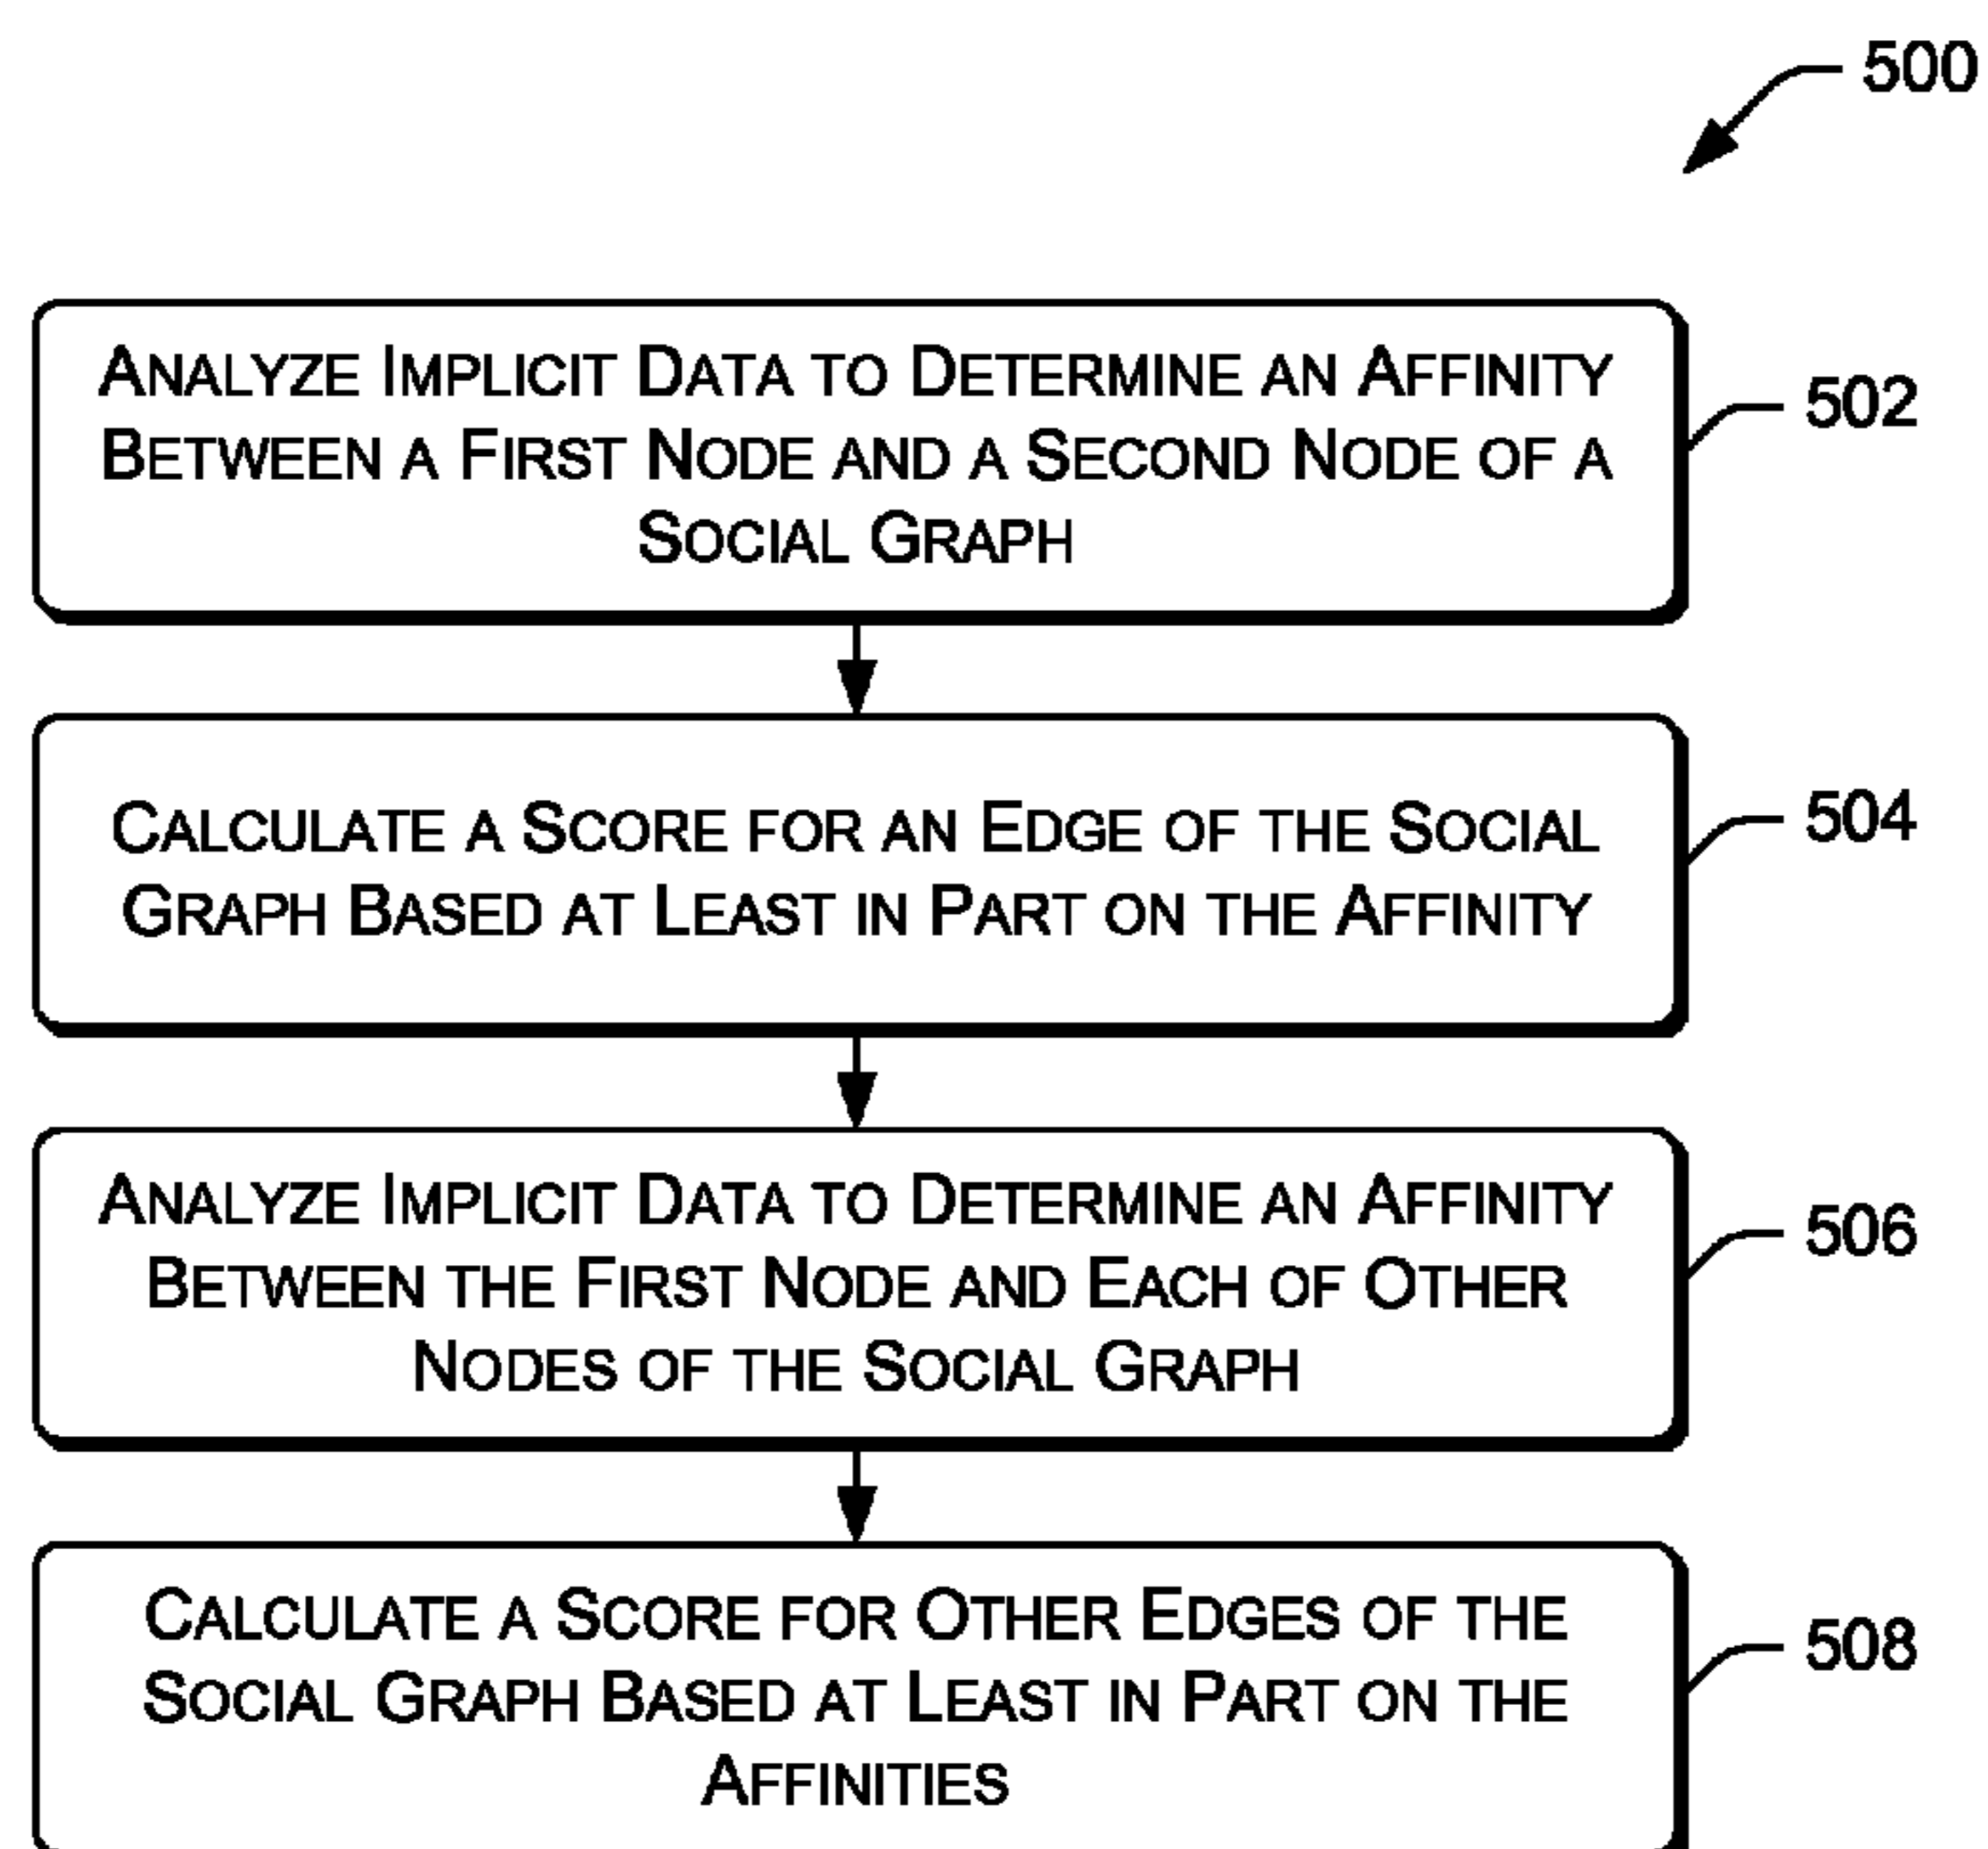 500
Analyze Implicit Data to Determine an Affinity
Between a First Node and a Second Node of a
Social Graph
502
Calculate a Score for an Edge of the Social
Graph Based at Least in Part on the Affinity
504
Analyze Implicit Data to Determine an Affinity
Between the First Node and Each of Other
Nodes of the Social Graph
506
Calculate a Score for Other Edges of the
Social Graph Based at Least in Part on the
Affinities
508